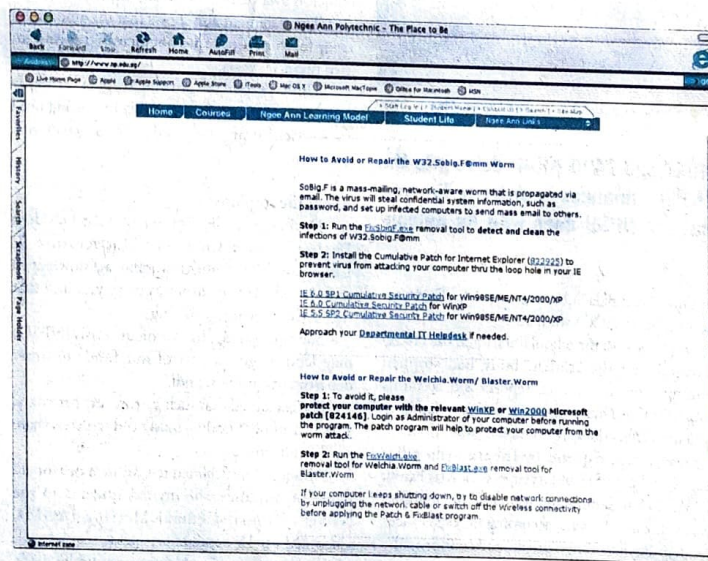 Ngee Ann Polytechnic - The Place to Be
Back Forward Stop Refresh Home AutoFill Print Mail
http://www.np.edu.sg/
Live Home Page Apple Apple Support Apple Store iTools Mac OS X Microsoft MacTopia Office for Macintosh MSN
Home Courses Ngee Ann Learning Model Student Life Ngee Ann Links
Favorites
History
Search
Scrapbook
Page Holder
How to Avoid or Repair the W32.Sobig.F@mm Worm
SoBig.F is a mass-mailing, network-aware worm that is propagated via
email. The virus will steal confidential system information, such as
password, and set up infected computers to send mass email to others.
Step 1: Run the FixSbigF.exe removal tool to detect and clean the
infections of W32.Sobig.F@mm
Step 2: Install the Cumulative Patch for Internet Explorer (822925) to
prevent virus from attacking your computer thru the loop hole in your IE
browser.
IE 6.0 SP1 Cumulative Security Patch for Win98SE/ME/NT4/2000/XP
IE 6.0 Cumulative Security Patch for WinXP
IE 5.5 SP2 Cumulative Security Patch for Win98SE/ME/NT4/2000/XP
Approach your Departmental IT Helpdesk if needed.
How to Avoid or Repair the Welchia.Worm/ Blaster.Worm
Step 1: To avoid it, please
protect your computer with the relevant WinXP or Win2000 Microsoft
patch [824146]. Login as Administrator of your computer before running
the program. The patch program will help to protect your computer from the
worm attack.
Step 2: Run the FixWelch.exe
removal tool for Welchia.Worm and FixBlast.exe removal tool for
Blaster.Worm
If your computer keeps shutting down, try to disable network connections
by unplugging the network cable or switch off the Wireless connectivity
before applying the Patch & FixBlast program.
Internet zone